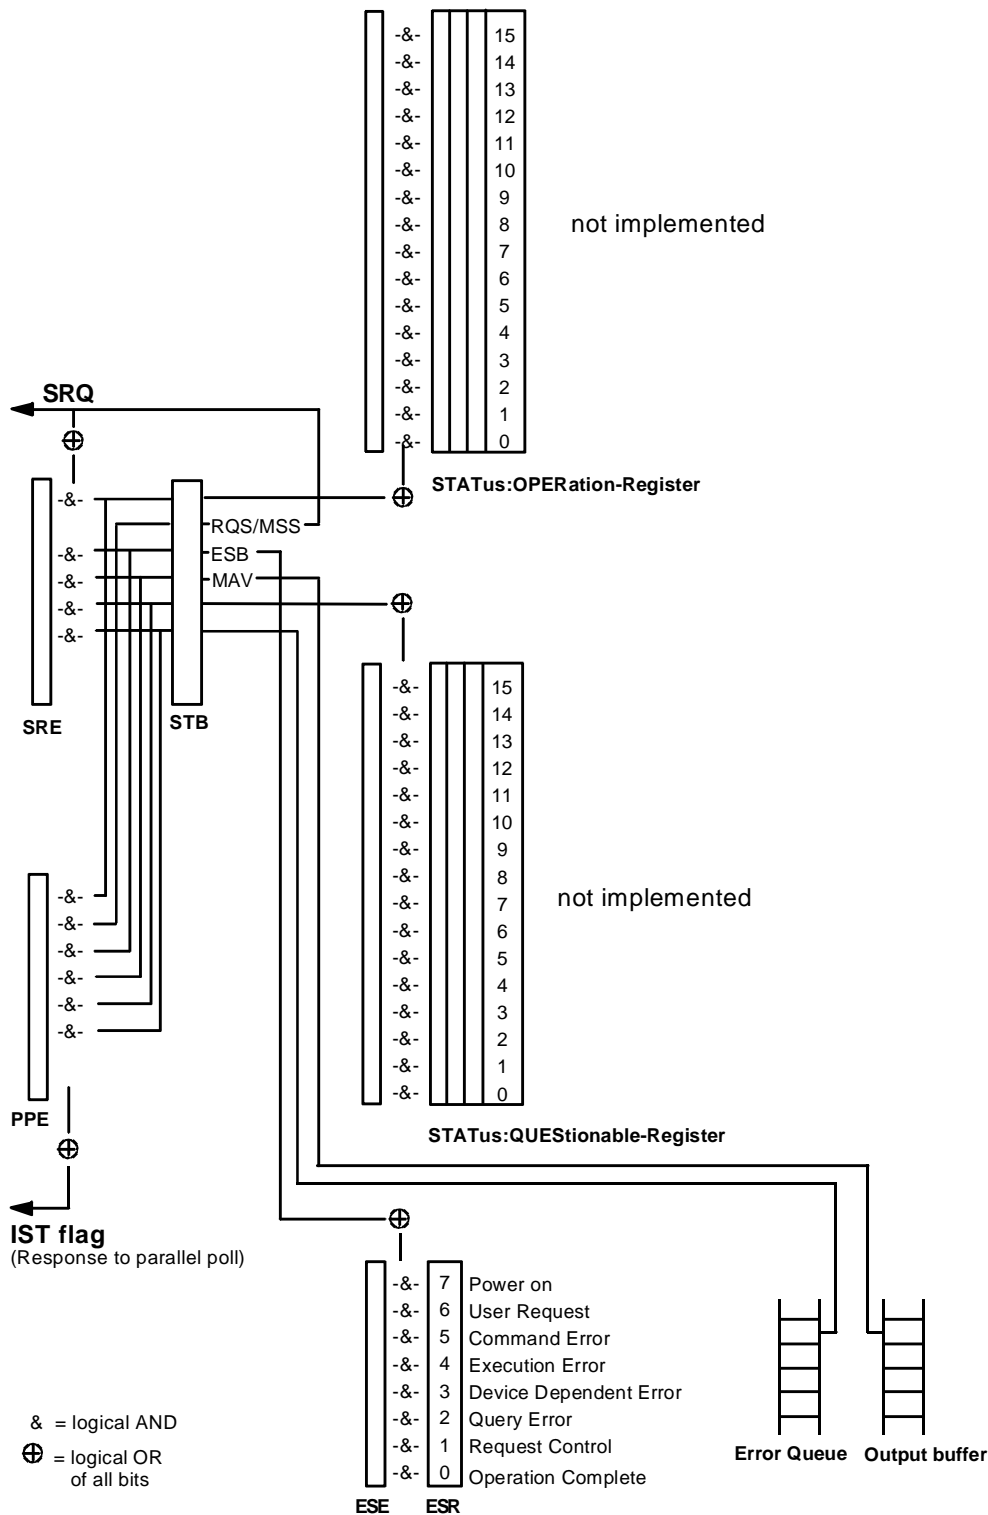 -&- 15
-&- 14
-&- 13
-&- 12
-&- 11
-&- 10
-&- 9
-&- 8
not implemented
-&- 7
-&- 6
-&- 5
-&- 4
-&- 3
-&- 2
-&- 1
-&- 0
STATus:OPERation-Register
SRQ
-&-
RQS/MSS
-&- ESB
-&- MAV
-&-
-&-
SRE
STB
-&- 15
-&- 14
-&- 13
-&- 12
-&- 11
-&- 10
-&- 9
-&- 8
not implemented
-&- 7
-&- 6
-&- 5
-&- 4
-&- 3
-&- 2
-&- 1
-&- 0
STATus:QUEStionable-Register
-&-
-&-
-&-
-&-
-&-
-&-
PPE
IST flag
(Response to parallel poll)
-&- 7 Power on
-&- 6 User Request
-&- 5 Command Error
-&- 4 Execution Error
-&- 3 Device Dependent Error
-&- 2 Query Error
-&- 1 Request Control
-&- 0 Operation Complete
ESE ESR
Error Queue
Output buffer
& = logical AND
⊕ = logical OR
of all bits